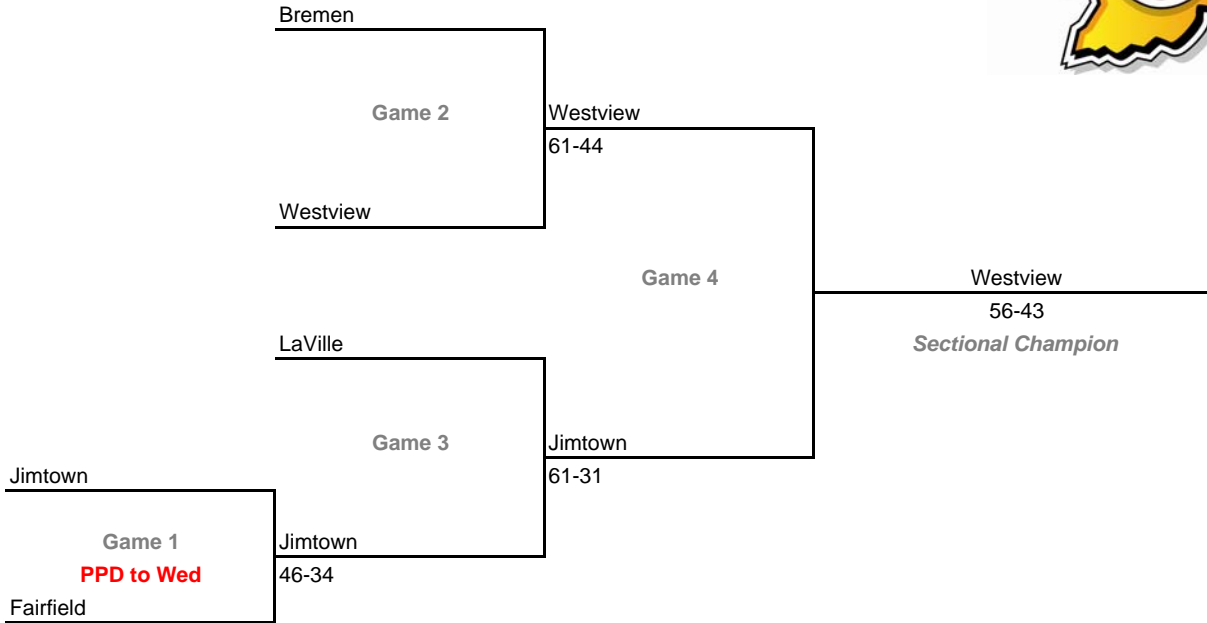 Bremen
Game 2
Westview
61-44
Westview
Game 4
Westview
56-43
LaVille
Sectional Champion
Game 3
Jimtown
Jimtown
61-31
Game 1
Jimtown
PPD to Wed
46-34
Fairfield